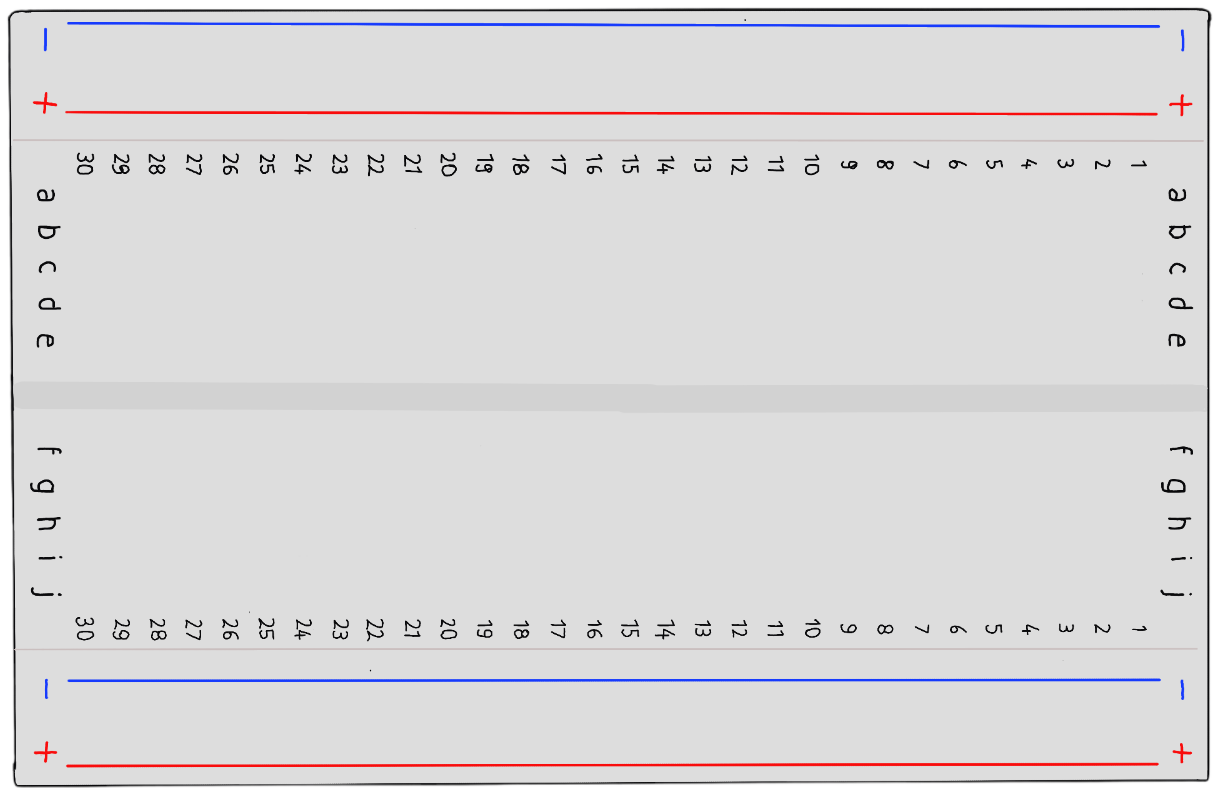 − −
+ +
30 29 28 27 26 25 24 23 22 21 20 19 18 17 16 15 14 13 12 11 10 9 8 7 6 5 4 3 2 1
a a
b b
c c
d d
e e
f f
g g
h h
i i
j j
30 29 28 27 26 25 24 23 22 21 20 19 18 17 16 15 14 13 12 11 10 9 8 7 6 5 4 3 2 1
− −
+ +